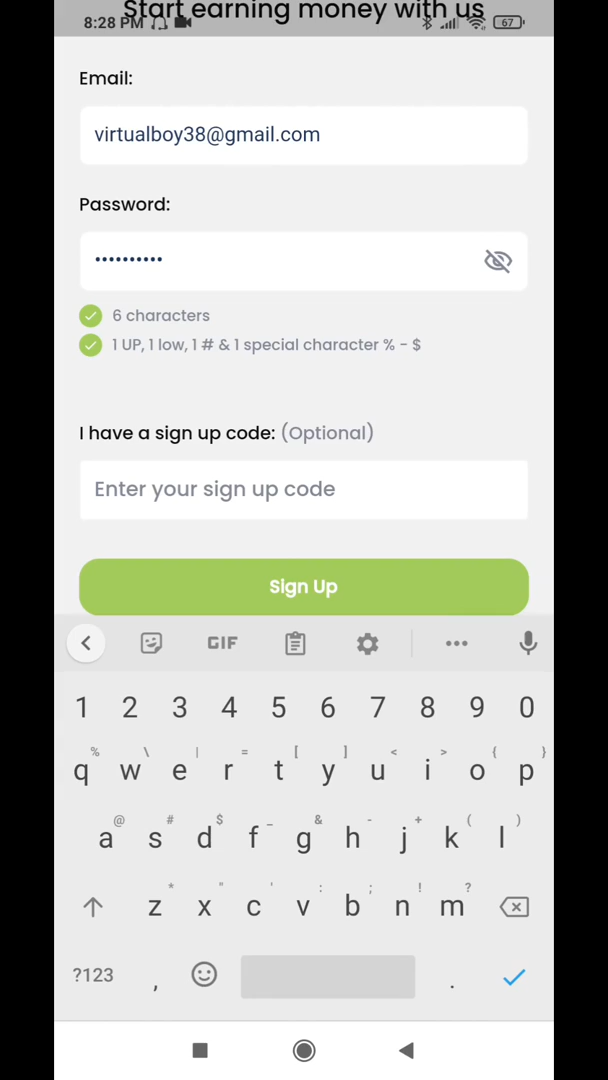 Start earning money with us
8:28 PM
67
Email:
virtualboy38@gmail.com
Password:
••••••••••
6 characters
1 UP, 1 low, 1 # & 1 special character % - $
I have a sign up code: (Optional)
Enter your sign up code
Sign Up
GIF
1 2 3 4 5 6 7 8 9 0
% \ | = [ ] < > { }
q w e r t y u i o p
@ # $ _ & - + ( )
a s d f g h j k l
* " ' : ; ! ?
z x c v b n m
?123 , .